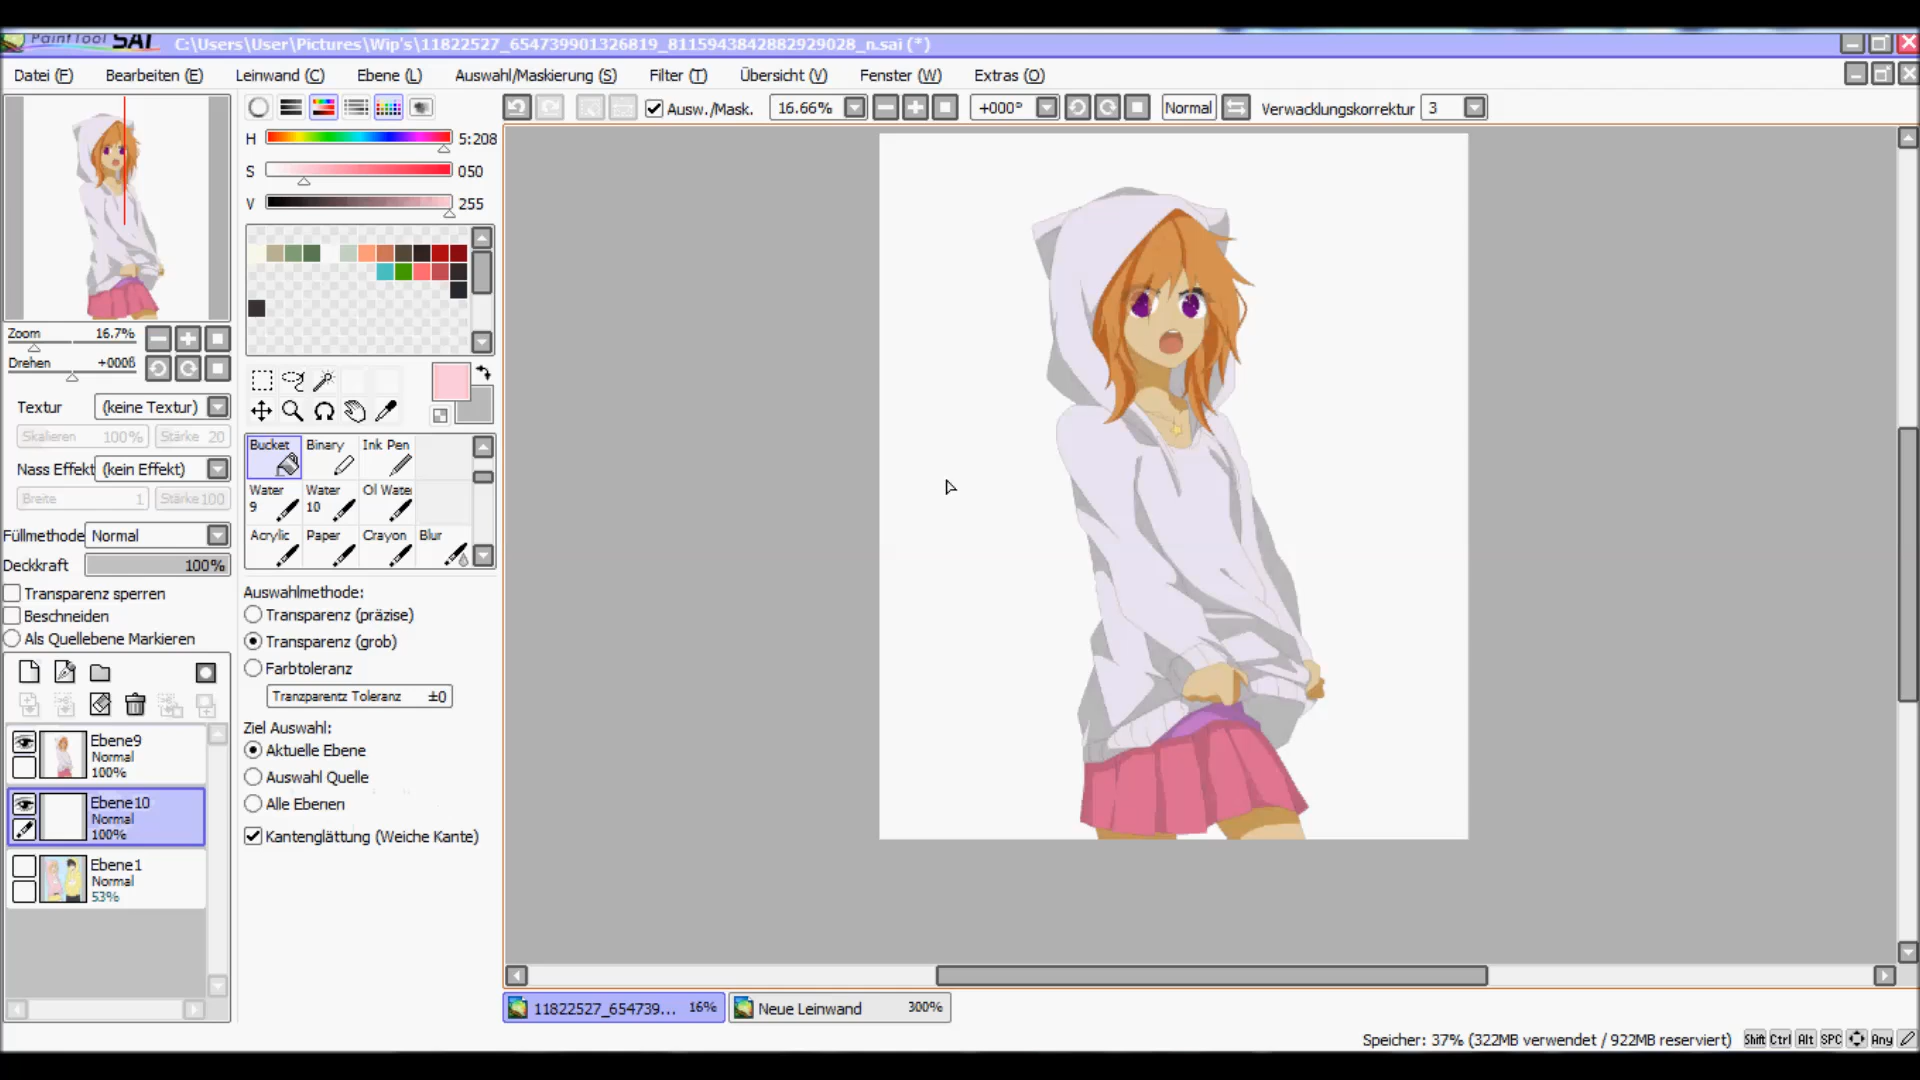 PaintTool SAI C:\Users\User\Pictures\Wip's\11822527_654739901326819_8115943842882929028_n.sai (*)
Datei (F) Bearbeiten (E) Leinwand (C) Ebene (L) Auswahl/Maskierung (S) Filter (T) Übersicht (V) Fenster (W) Extras (O)
Ausw./Mask. 16.66% +000° Normal Verwacklungskorrektur 3
H 5:208
S 050
V 255
Zoom 16.7%
Drehen +000ß
Textur (keine Textur)
Skalieren 100% Stärke 20
Nass Effekt (kein Effekt)
Breite 1 Stärke 100
Füllmethode Normal
Deckkraft 100%
Transparenz sperren
Beschneiden
Als Quellebene Markieren
Ebene9
Normal
100%
Ebene10
Normal
100%
Ebene1
Normal
53%
Bucket Binary Ink Pen
Water Water Oil Wate
9 10
Acrylic Paper Crayon Blur
Auswahlmethode:
Transparenz (präzise)
Transparenz (grob)
Farbtoleranz
Tranzparentz Toleranz ±0
Ziel Auswahl:
Aktuelle Ebene
Auswahl Quelle
Alle Ebenen
Kantenglättung (Weiche Kante)
11822527_654739... 16% Neue Leinwand 300%
Speicher: 37% (322MB verwendet / 922MB reserviert) Shift Ctrl Alt SPC Any